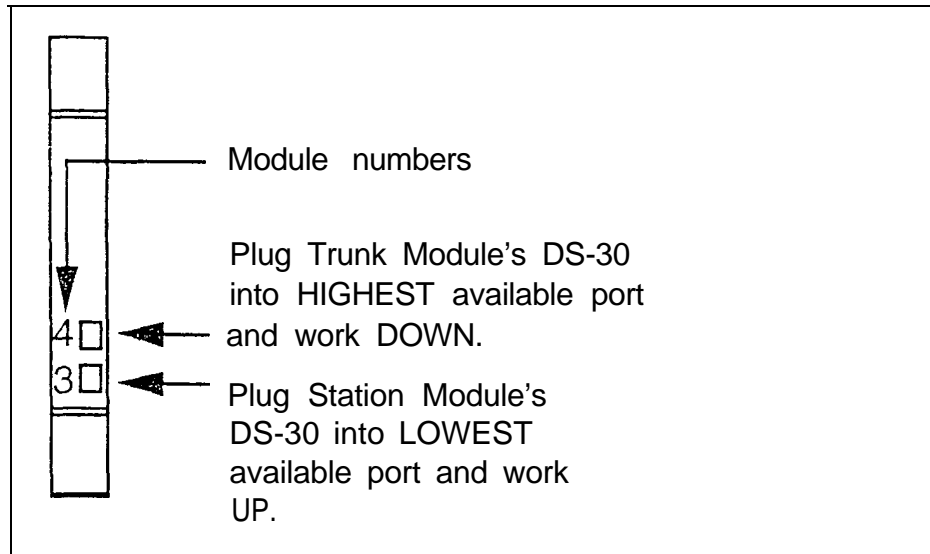 Module numbers
Plug Trunk Module's DS-30
into HIGHEST available port
and work DOWN.
4
3
Plug Station Module's
DS-30 into LOWEST
available port and work
UP.